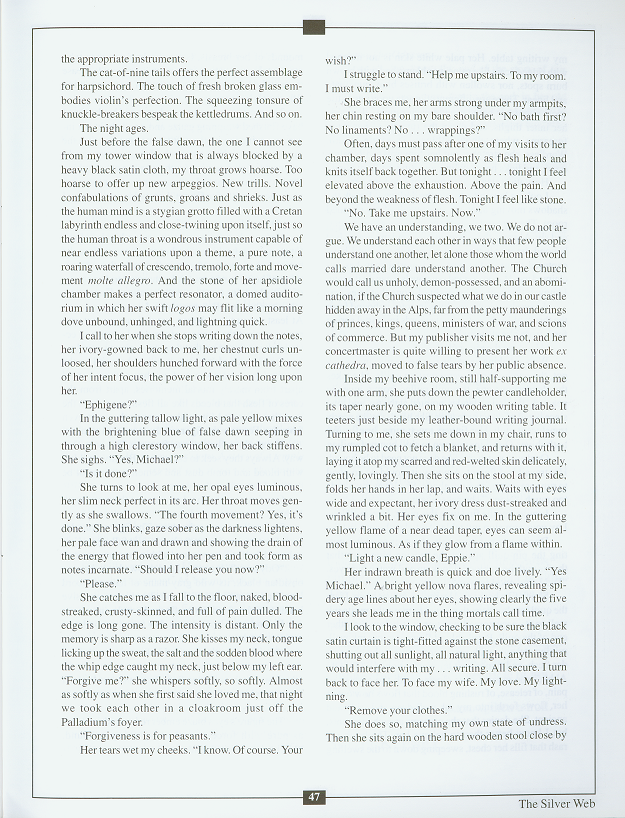 the appropriate instruments.
The cat-of-nine tails offers the perfect assemblage
for harpsichord. The touch of fresh broken glass em-
bodies violin's perfection. The squeezing tonsure of
knuckle-breakers bespeak the kettledrums. And so on.
The night ages.
Just before the false dawn, the one I cannot see
from my tower window that is always blocked by a
heavy black satin cloth, my throat grows hoarse. Too
hoarse to offer up new arpeggios. New trills. Novel
confabulations of grunts, groans and shrieks. Just as
the human mind is a stygian grotto filled with a Cretan
labyrinth endless and close-twining upon itself, just so
the human throat is a wondrous instrument capable of
near endless variations upon a theme, a pure note, a
roaring waterfall of crescendo, tremolo, forte and move-
ment molte allegro. And the stone of her apsidiole
chamber makes a perfect resonator, a domed audito-
rium in which her swift logos may flit like a morning
dove unbound, unhinged, and lightning quick.
I call to her when she stops writing down the notes,
her ivory-gowned back to me, her chestnut curls un-
loosed, her shoulders hunched forward with the force
of her intent focus, the power of her vision long upon
her.
"Ephigene?"
In the guttering tallow light, as pale yellow mixes
with the brightening blue of false dawn seeping in
through a high clerestory window, her back stiffens.
She sighs. "Yes, Michael?"
"Is it done?"
She turns to look at me, her opal eyes luminous,
her slim neck perfect in its arc. Her throat moves gen-
tly as she swallows. "The fourth movement? Yes, it's
done." She blinks, gaze sober as the darkness lightens,
her pale face wan and drawn and showing the drain of
the energy that flowed into her pen and took form as
notes incarnate. "Should I release you now?"
"Please."
She catches me as I fall to the floor, naked, blood-
streaked, crusty-skinned, and full of pain dulled. The
edge is long gone. The intensity is distant. Only the
memory is sharp as a razor. She kisses my neck, tongue
licking up the sweat, the salt and the sodden blood where
the whip edge caught my neck, just below my left ear.
"Forgive me?" she whispers softly, so softly. Almost
as softly as when she first said she loved me, that night
we took each other in a cloakroom just off the
Palladium's foyer.
"Forgiveness is for peasants."
Her tears wet my cheeks. "I know. Of course. Your
wish?"
I struggle to stand. "Help me upstairs. To my room.
I must write."
She braces me, her arms strong under my armpits,
her chin resting on my bare shoulder. "No bath first?
No linaments? No . . . wrappings?"
Often, days must pass after one of my visits to her
chamber, days spent somnolently as flesh heals and
knits itself back together. But tonight . . . tonight I feel
elevated above the exhaustion. Above the pain. And
beyond the weakness of flesh. Tonight I feel like stone.
"No. Take me upstairs. Now."
We have an understanding, we two. We do not ar-
gue. We understand each other in ways that few people
understand one another, let alone those whom the world
calls married dare understand another. The Church
would call us unholy, demon-possessed, and an abomi-
nation, if the Church suspected what we do in our castle
hidden away in the Alps, far from the petty maunderings
of princes, kings, queens, ministers of war, and scions
of commerce. But my publisher visits me not, and her
concertmaster is quite willing to present her work ex
cathedra, moved to false tears by her public absence.
Inside my beehive room, still half-supporting me
with one arm, she puts down the pewter candleholder,
its taper nearly gone, on my wooden writing table. It
teeters just beside my leather-bound writing journal.
Turning to me, she sets me down in my chair, runs to
my rumpled cot to fetch a blanket, and returns with it,
laying it atop my scarred and red-welted skin delicately,
gently, lovingly. Then she sits on the stool at my side,
folds her hands in her lap, and waits. Waits with eyes
wide and expectant, her ivory dress dust-streaked and
wrinkled a bit. Her eyes fix on me. In the guttering
yellow flame of a near dead taper, eyes can seem al-
most luminous. As if they glow from a flame within.
"Light a new candle, Eppie."
Her indrawn breath is quick and doe lively. "Yes
Michael." A bright yellow nova flares, revealing spi-
dery age lines about her eyes, showing clearly the five
years she leads me in the thing mortals call time.
I look to the window, checking to be sure the black
satin curtain is tight-fitted against the stone casement,
shutting out all sunlight, all natural light, anything that
would interfere with my . . . writing. All secure. I turn
back to face her. To face my wife. My love. My light-
ning.
"Remove your clothes."
She does so, matching my own state of undress.
Then she sits again on the hard wooden stool close by
47
The Silver Web